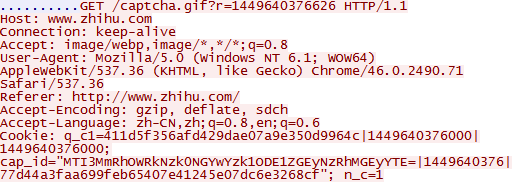 ..........GET /captcha.gif?r=1449640376626 HTTP/1.1
Host: www.zhihu.com
Connection: keep-alive
Accept: image/webp,image/*,*/*;q=0.8
User-Agent: Mozilla/5.0 (Windows NT 6.1; WOW64)
AppleWebKit/537.36 (KHTML, like Gecko) Chrome/46.0.2490.71
Safari/537.36
Referer: http://www.zhihu.com/
Accept-Encoding: gzip, deflate, sdch
Accept-Language: zh-CN,zh;q=0.8,en;q=0.6
Cookie: q_c1=411d5f356afd429dae07a9e350d9964c|1449640376000|
1449640376000;
cap_id="MTI3MmRhOWRkNzk0NGYwYzk1ODE1ZGEyNzRhMGEyYTE=|1449640376|
77d44a3faa699feb65407e41245e07dc6e3268cf"; n_c=1